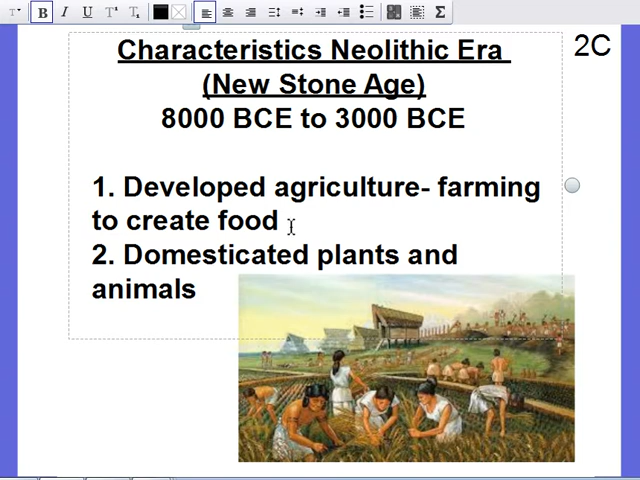 B I U T T Σ
Characteristics Neolithic Era
(New Stone Age)
8000 BCE to 3000 BCE
2C
1. Developed agriculture- farming
to create food
2. Domesticated plants and
animals